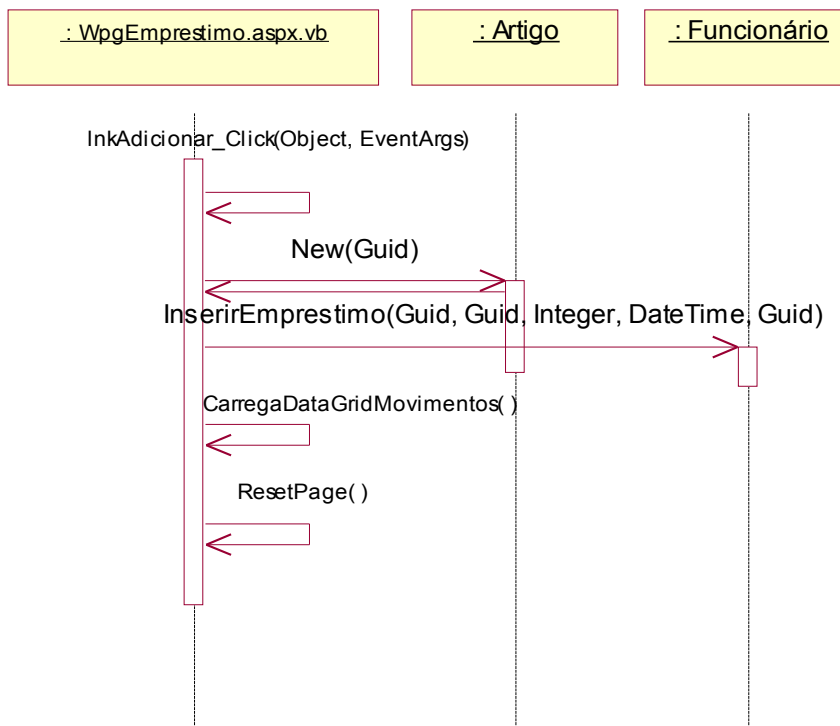 : WpgEmprestimo.aspx.vb
: Artigo
: Funcionário
lnkAdicionar_Click(Object, EventArgs)
New(Guid)
InserirEmprestimo(Guid, Guid, Integer, DateTime, Guid)
CarregaDataGridMovimentos( )
ResetPage( )